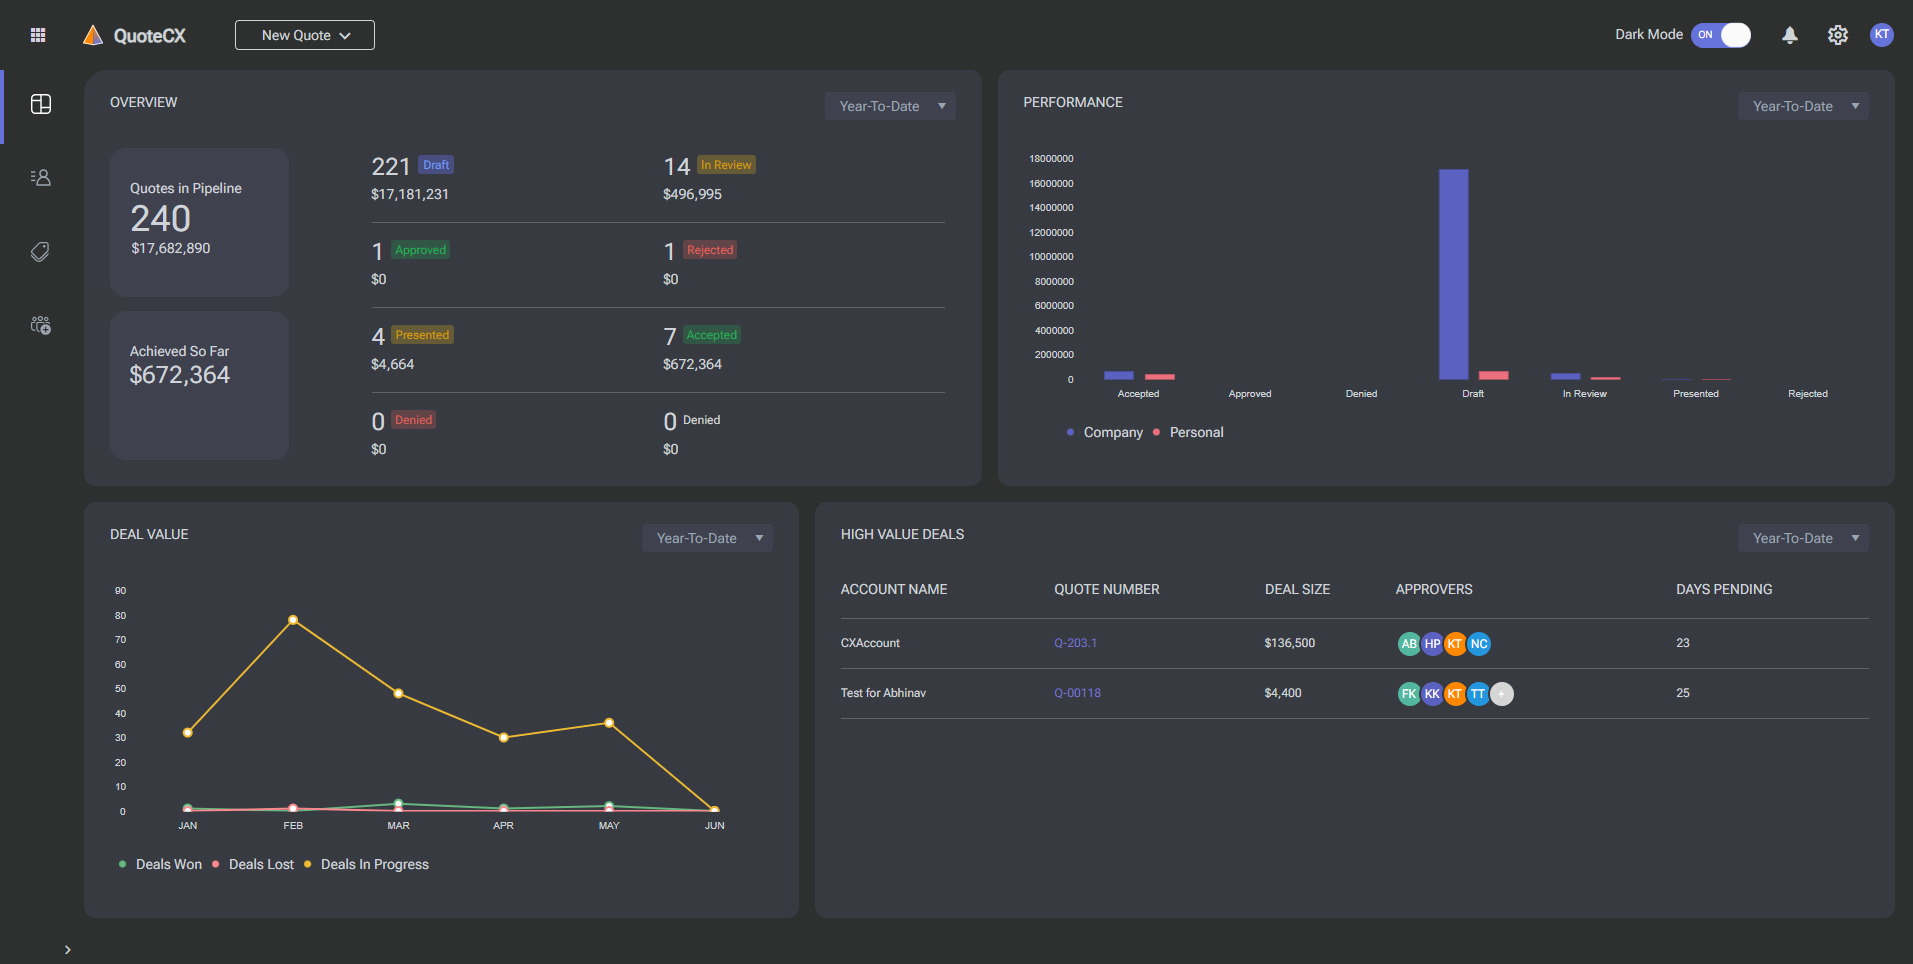 QuoteCX
New Quote
Dark Mode ON
KT
OVERVIEW
Year-To-Date
Quotes in Pipeline
240
$17,682,890
Achieved So Far
$672,364
221 Draft
$17,181,231
14 In Review
$496,995
1 Approved
$0
1 Rejected
$0
4 Presented
$4,664
7 Accepted
$672,364
0 Denied
$0
0 Denied
$0
PERFORMANCE
Year-To-Date
18000000
16000000
14000000
12000000
10000000
8000000
6000000
4000000
2000000
0
Accepted Approved Denied Draft In Review Presented Rejected
Company Personal
DEAL VALUE
Year-To-Date
90
80
70
60
50
40
30
20
10
0
JAN FEB MAR APR MAY JUN
Deals Won Deals Lost Deals In Progress
HIGH VALUE DEALS
Year-To-Date
ACCOUNT NAME QUOTE NUMBER DEAL SIZE APPROVERS DAYS PENDING
CXAccount Q-203.1 $136,500 AB HP KT NC 23
Test for Abhinav Q-00118 $4,400 FK KK KT TT + 25